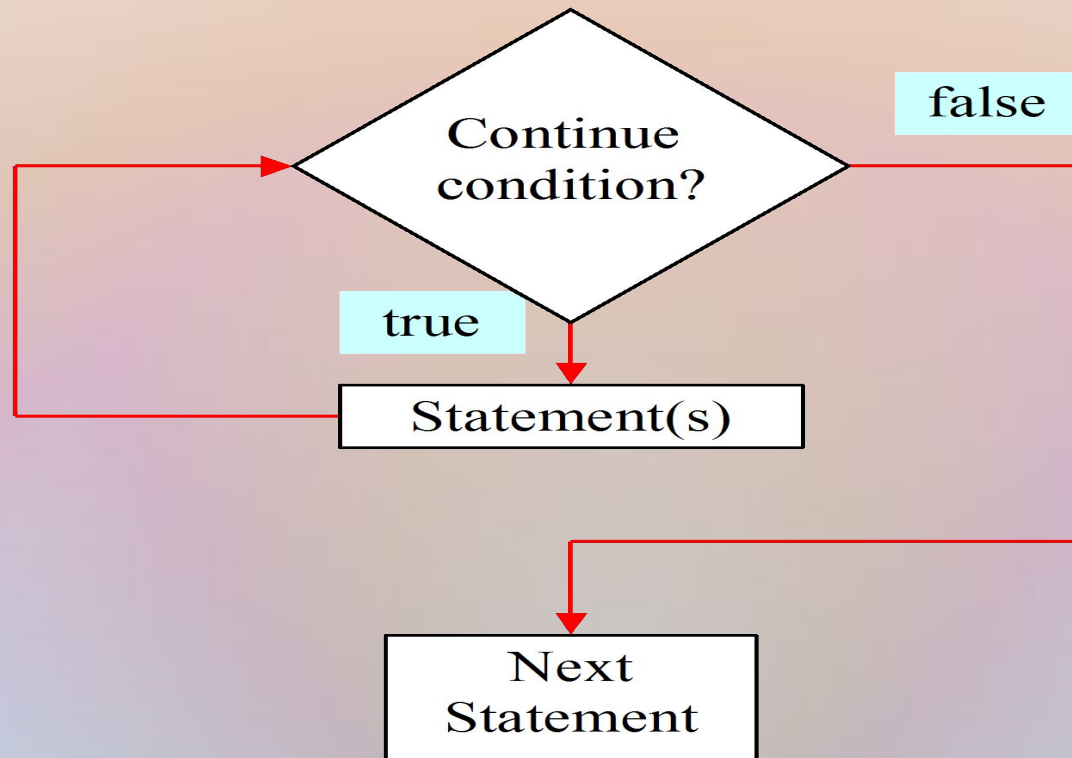 Continue
condition?
false
true
Statement(s)
Next
Statement